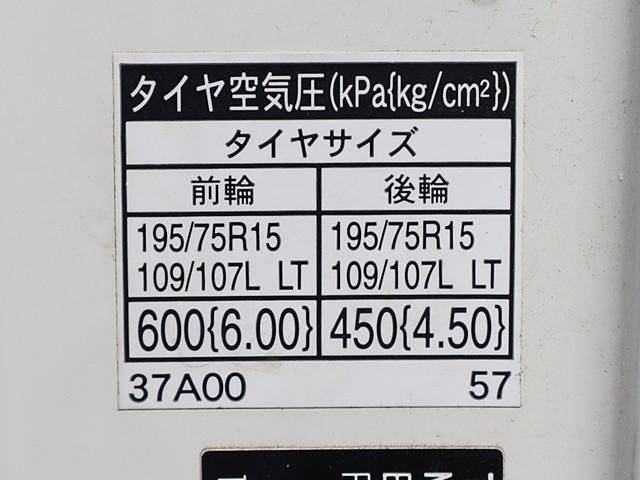 タイヤ空気圧(kPa{kg/cm²})
タイヤサイズ
前輪 後輪
195/75R15 195/75R15
109/107L LT 109/107L LT
600{6.00} 450{4.50}
37A00 57